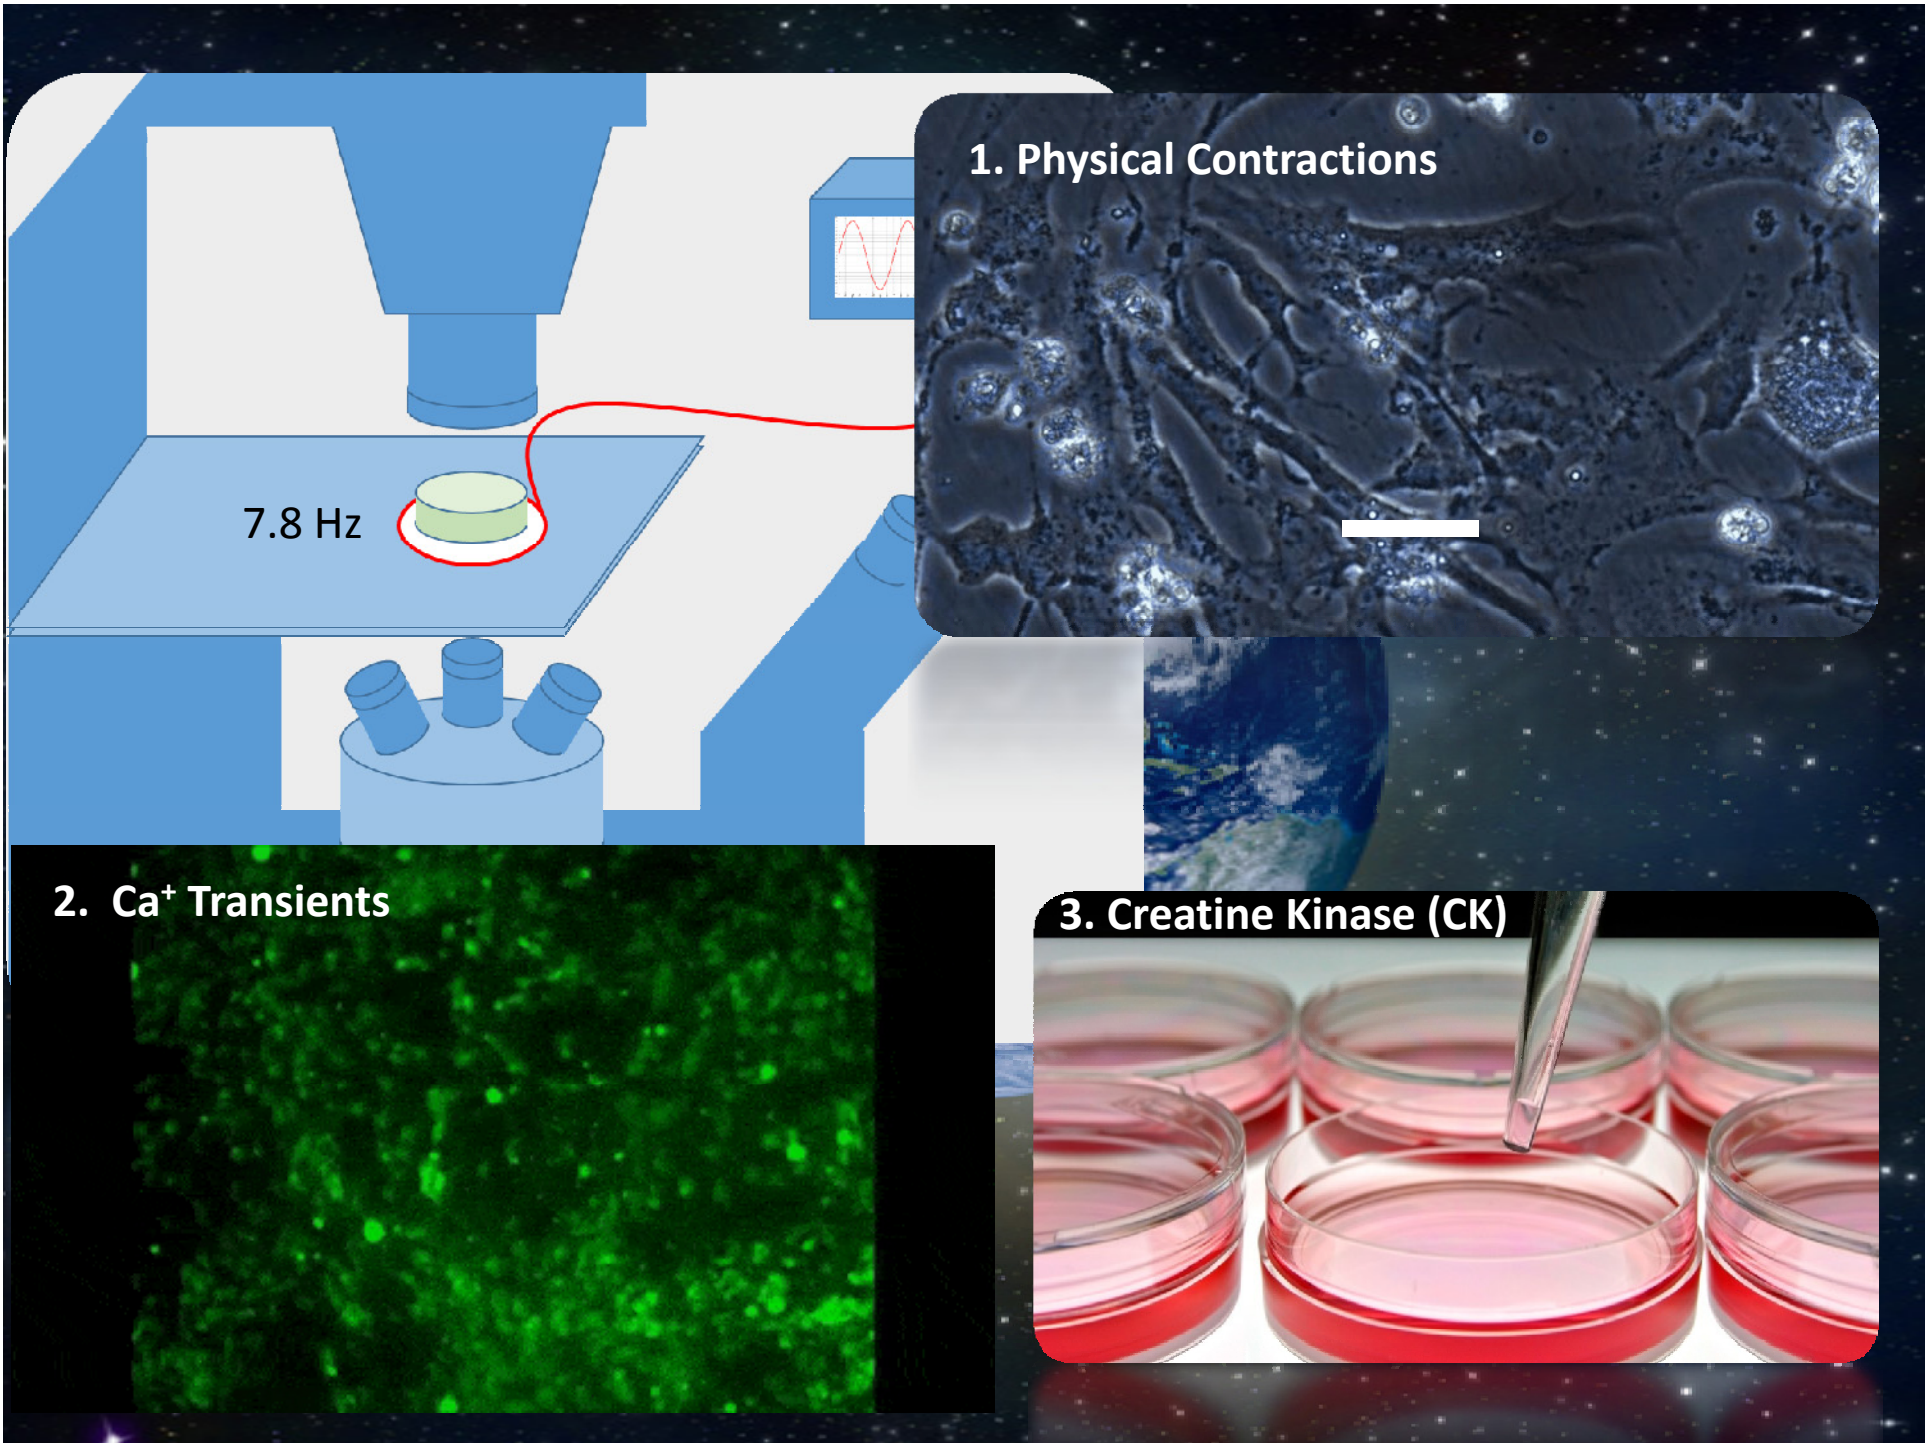 1. Physical Contractions
7.8 Hz
2. Ca⁺ Transients
3. Creatine Kinase (CK)